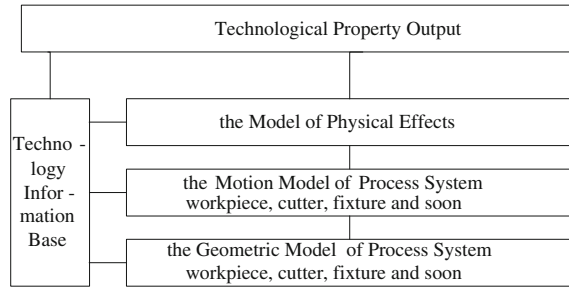 Technological Property Output
the Model of Physical Effects
Techno -
logy
Infor -
mation
Base
the Motion Model of Process System
workpiece, cutter, fixture and soon
the Geometric Model of Process System
workpiece, cutter, fixture and soon